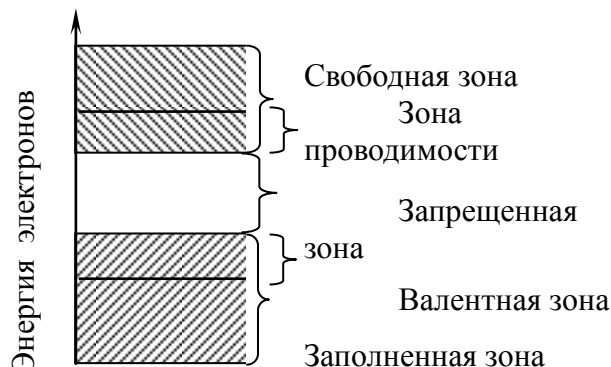 Энергия электронов
Свободная зона
Зона
проводимости
Запрещенная
зона
Валентная зона
Заполненная зона